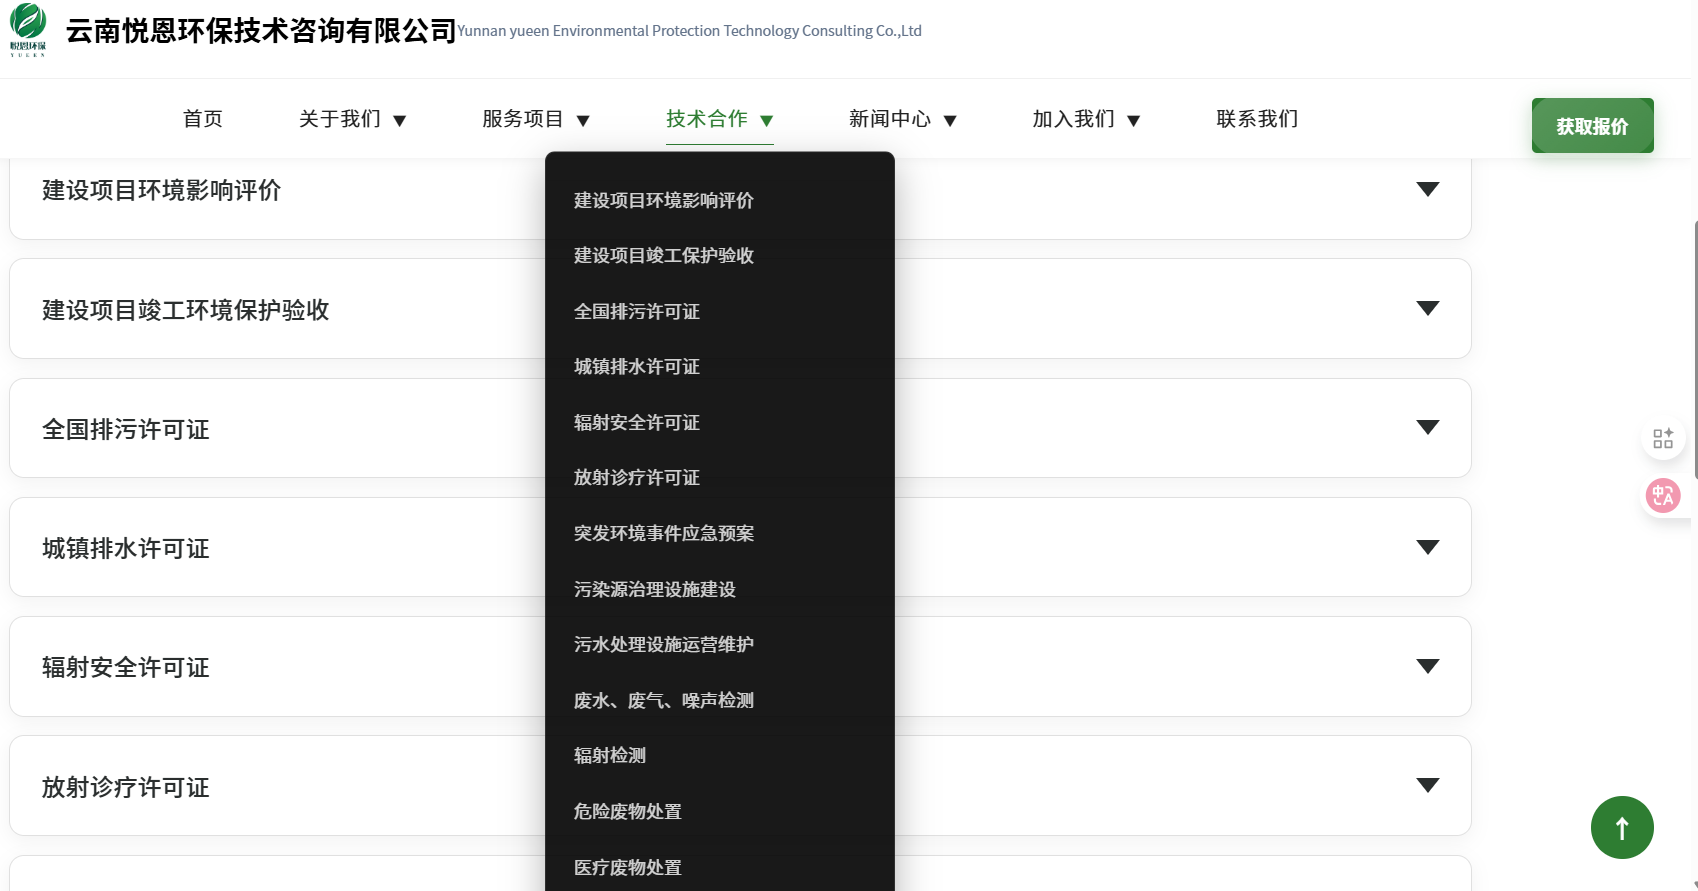 悦恩环保
YUEEN
云南悦恩环保技术咨询有限公司Yunnan yueen Environmental Protection Technology Consulting Co.,Ltd
首页 关于我们 ▼ 服务项目 ▼ 技术合作 ▼ 新闻中心 ▼ 加入我们 ▼ 联系我们
获取报价
建设项目环境影响评价
建设项目竣工环境保护验收
全国排污许可证
城镇排水许可证
辐射安全许可证
放射诊疗许可证
建设项目环境影响评价
建设项目竣工保护验收
全国排污许可证
城镇排水许可证
辐射安全许可证
放射诊疗许可证
突发环境事件应急预案
污染源治理设施建设
污水处理设施运营维护
废水、废气、噪声检测
辐射检测
危险废物处置
医疗废物处置
中A